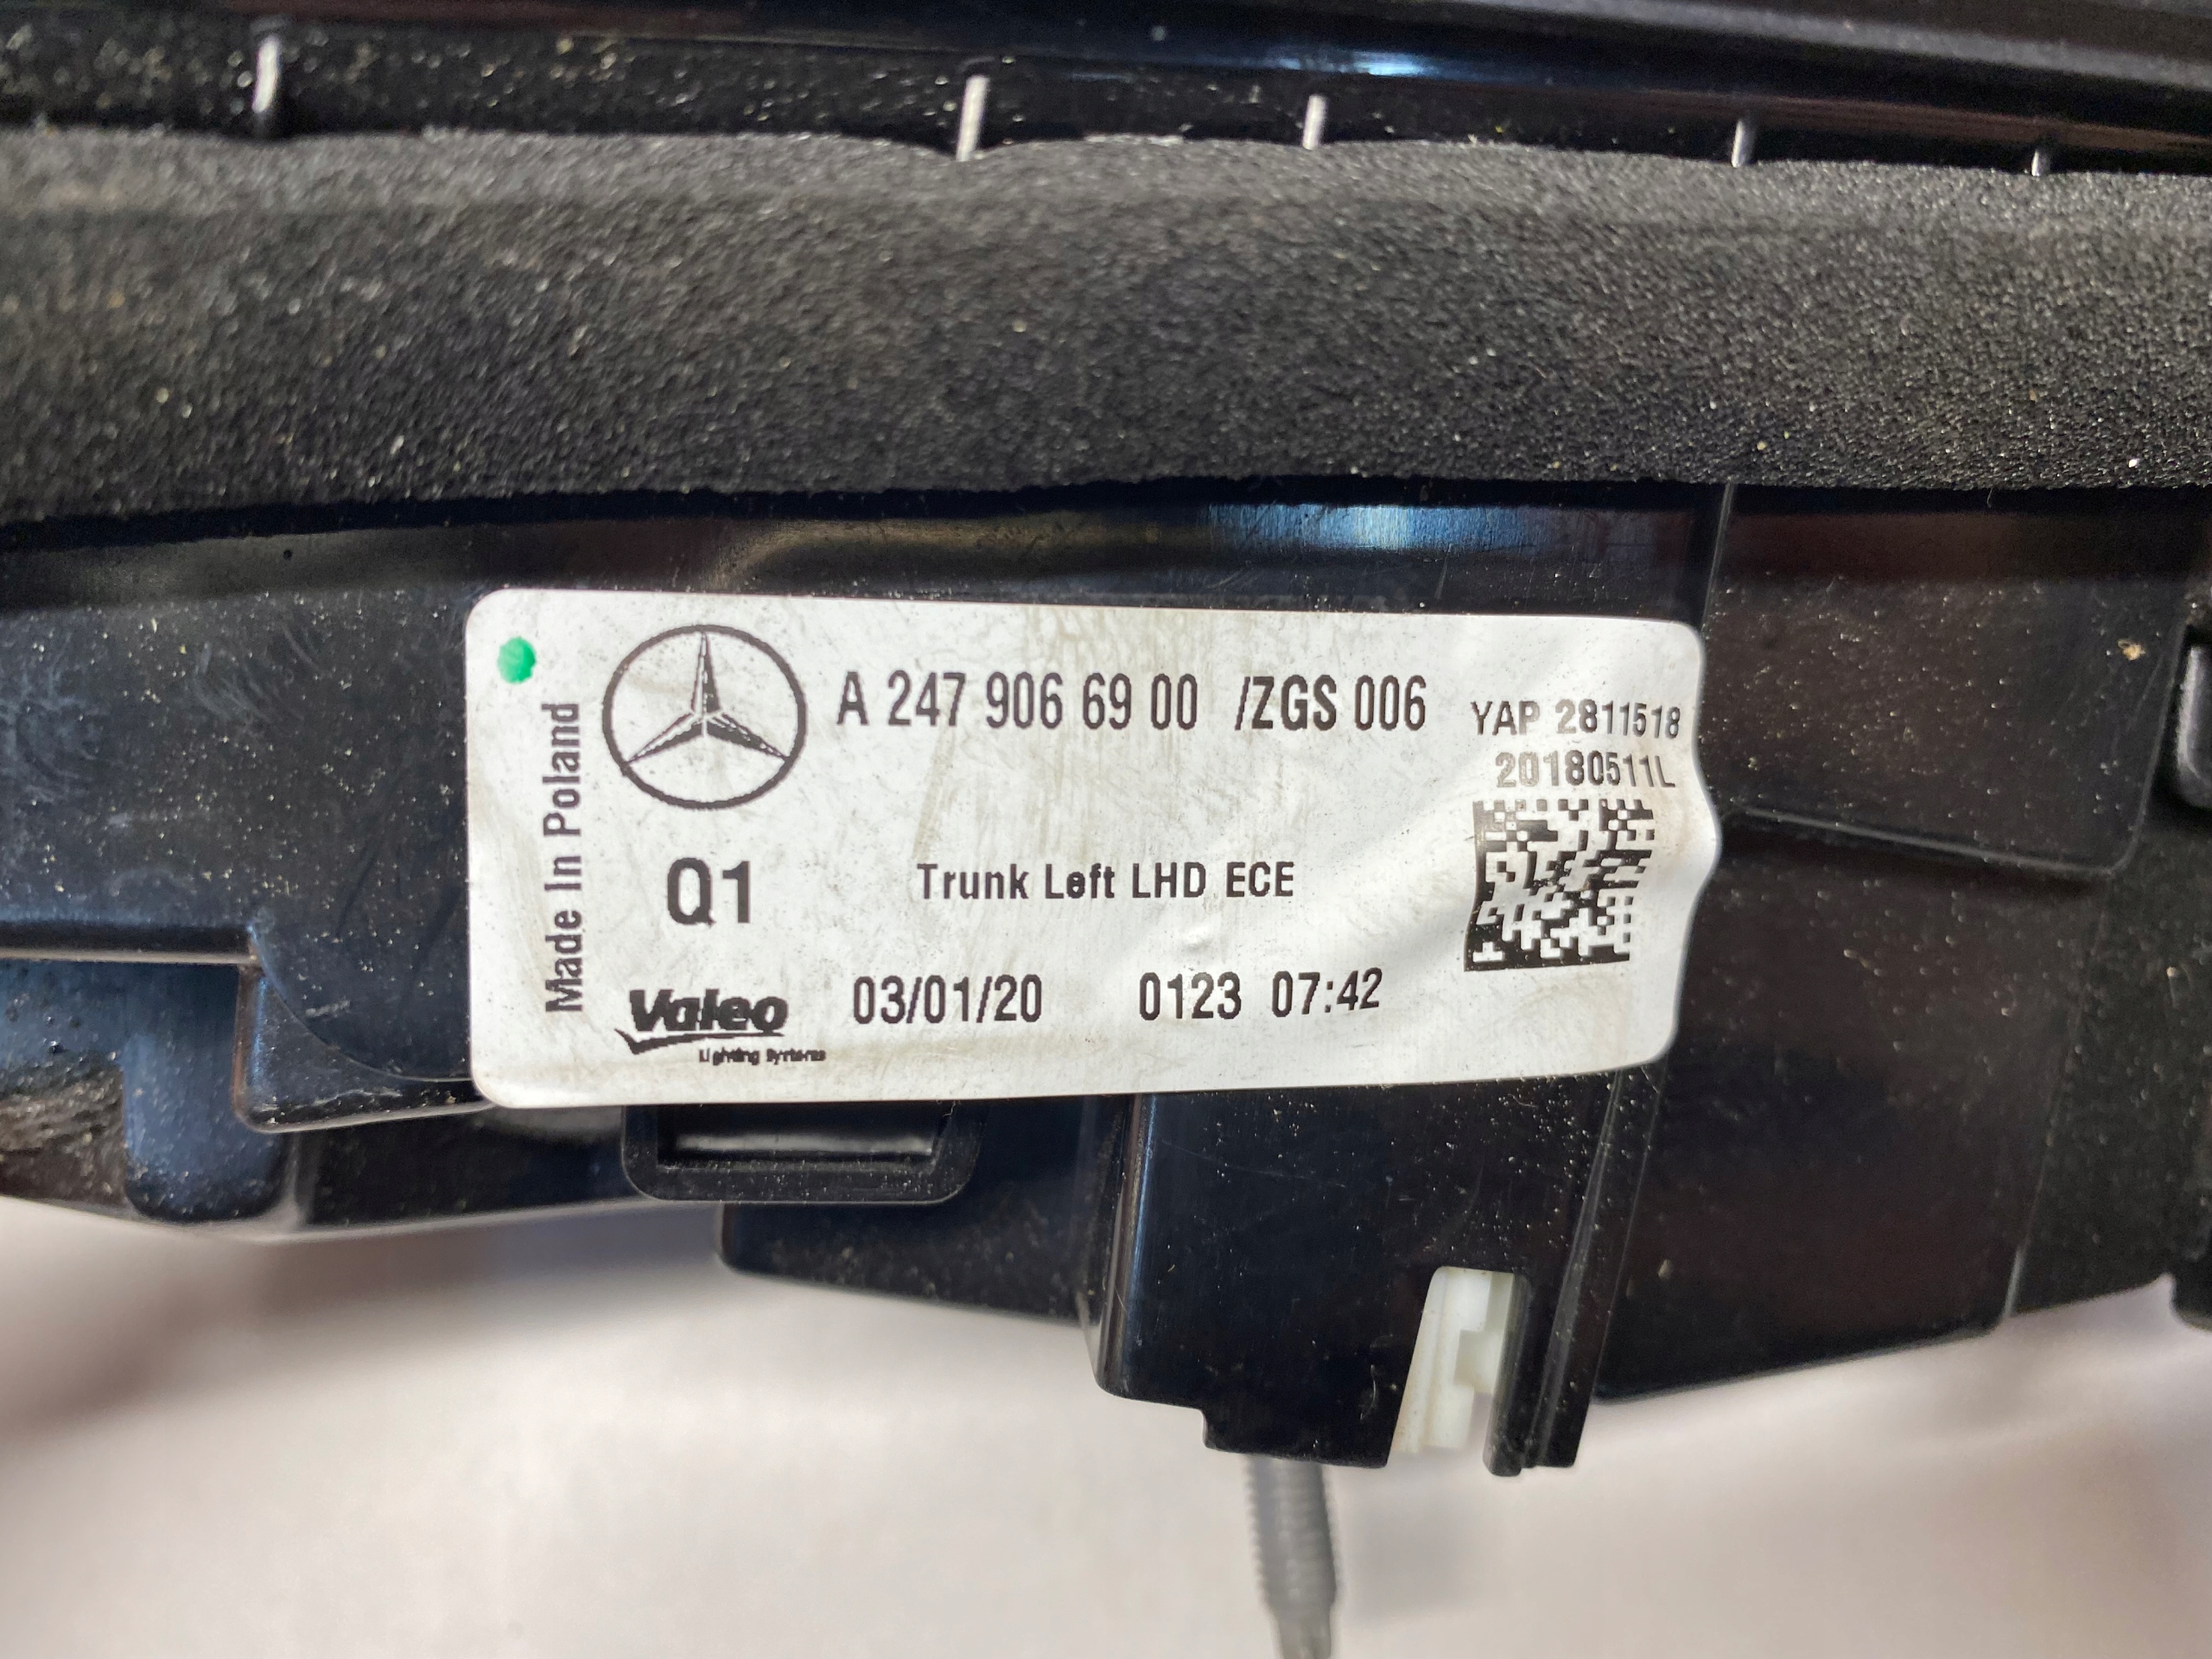 Made In Poland
A 247 906 69 00 /ZGS 006
YAP 2811518
20180511L
Q1
Trunk Left LHD ECE
Valeo
Lighting Systems
03/01/20 0123 07:42